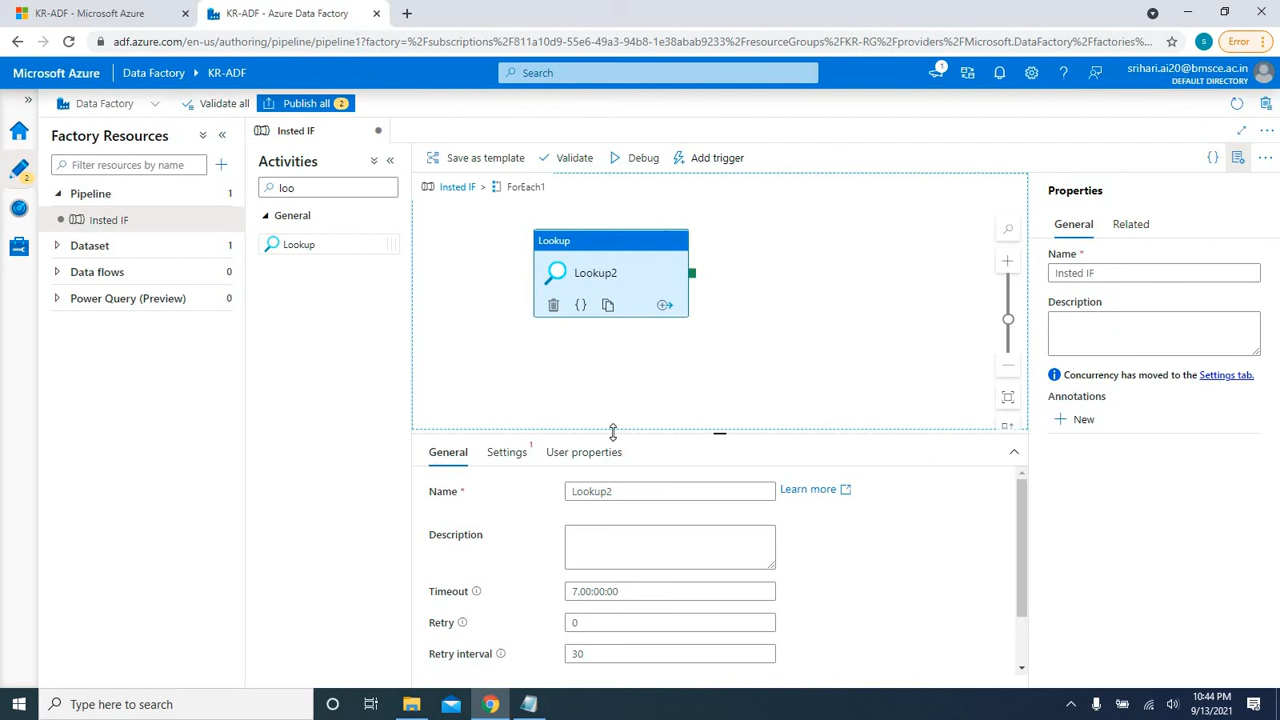 KR-ADF - Microsoft Azure
KR-ADF - Azure Data Factory
adf.azure.com/en-us/authoring/pipeline/pipeline1?factory=%2Fsubscriptions%2F811a10d9-55e6-49a3-94b8-1e38abab9233%2FresourceGroups%2FKR-RG%2Fproviders%2FMicrosoft.DataFactory%2Ffactories%...
S
Error
Microsoft Azure
Data Factory
KR-ADF
Search
1
srihari.ai20@bmsce.ac.in
DEFAULT DIRECTORY
Data Factory
Validate all
Publish all 2
2
Factory Resources
Filter resources by name
Pipeline 1
Insted IF
Dataset 1
Data flows 0
Power Query (Preview) 0
Insted IF
Activities
loo
General
Lookup
Save as template
Validate
Debug
Add trigger
Insted IF > ForEach1
Lookup
Lookup2
General
Settings 1
User properties
Name *
Lookup2
Learn more
Description
Timeout
7.00:00:00
Retry
0
Retry interval
30
Properties
General
Related
Name *
Insted IF
Description
Concurrency has moved to the Settings tab.
Annotations
New
Type here to search
10:44 PM
9/13/2021